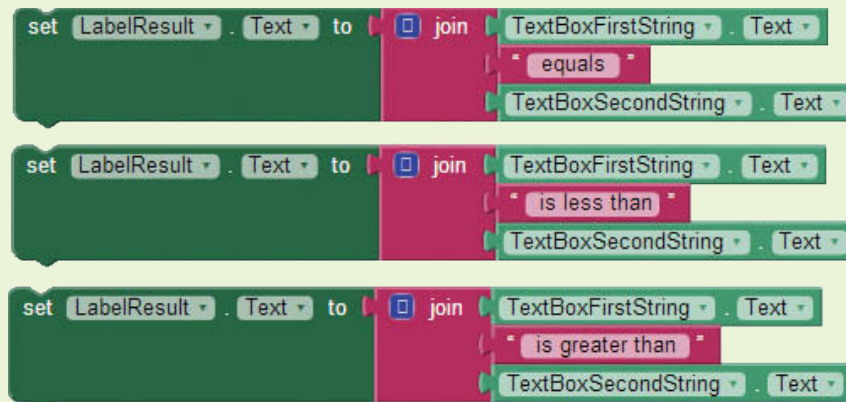 set LabelResult . Text to join TextBoxFirstString . Text
" equals "
TextBoxSecondString . Text
set LabelResult . Text to join TextBoxFirstString . Text
" is less than "
TextBoxSecondString . Text
set LabelResult . Text to join TextBoxFirstString . Text
" is greater than "
TextBoxSecondString . Text